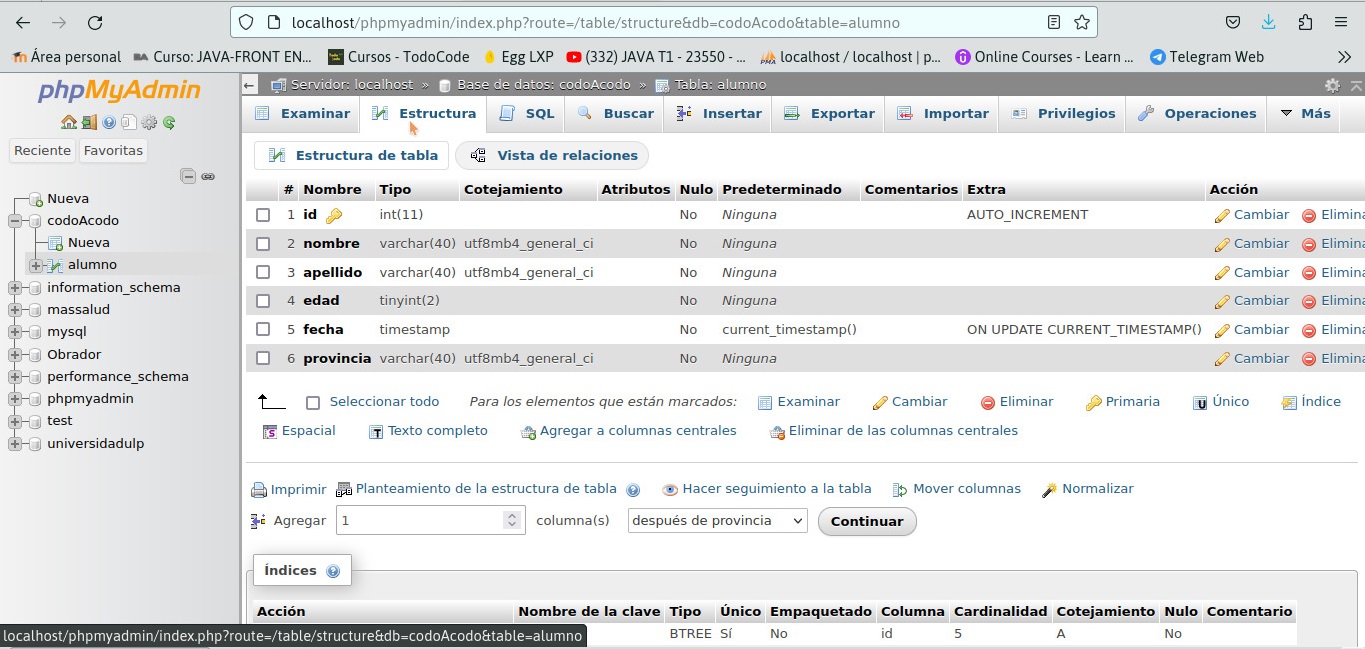 localhost/phpmyadmin/index.php?route=/table/structure&db=codoAcodo&table=alumno
Área personal
Curso: JAVA-FRONT EN...
Cursos - TodoCode
Egg LXP
(332) JAVA T1 - 23550 - ...
localhost / localhost | p...
Online Courses - Learn ...
Telegram Web
phpMyAdmin
Reciente Favoritas
Nueva
codoAcodo
Nueva
alumno
information_schema
massalud
mysql
Obrador
performance_schema
phpmyadmin
test
universidadulp
Servidor: localhost » Base de datos: codoAcodo » Tabla: alumno
Examinar Estructura SQL Buscar Insertar Exportar Importar Privilegios Operaciones Más
Estructura de tabla Vista de relaciones
# Nombre Tipo Cotejamiento Atributos Nulo Predeterminado Comentarios Extra Acción
1 id int(11) No Ninguna AUTO_INCREMENT Cambiar Elimina
2 nombre varchar(40) utf8mb4_general_ci No Ninguna Cambiar Elimina
3 apellido varchar(40) utf8mb4_general_ci No Ninguna Cambiar Elimina
4 edad tinyint(2) No Ninguna Cambiar Elimina
5 fecha timestamp No current_timestamp() ON UPDATE CURRENT_TIMESTAMP() Cambiar Elimina
6 provincia varchar(40) utf8mb4_general_ci No Ninguna Cambiar Elimina
Seleccionar todo Para los elementos que están marcados: Examinar Cambiar Eliminar Primaria Único Índice
Espacial Texto completo Agregar a columnas centrales Eliminar de las columnas centrales
Imprimir Planteamiento de la estructura de tabla Hacer seguimiento a la tabla Mover columnas Normalizar
Agregar 1 columna(s) después de provincia Continuar
Índices
Acción Nombre de la clave Tipo Único Empaquetado Columna Cardinalidad Cotejamiento Nulo Comentario
BTREE Sí No id 5 A No
localhost/phpmyadmin/index.php?route=/table/structure&db=codoAcodo&table=alumno